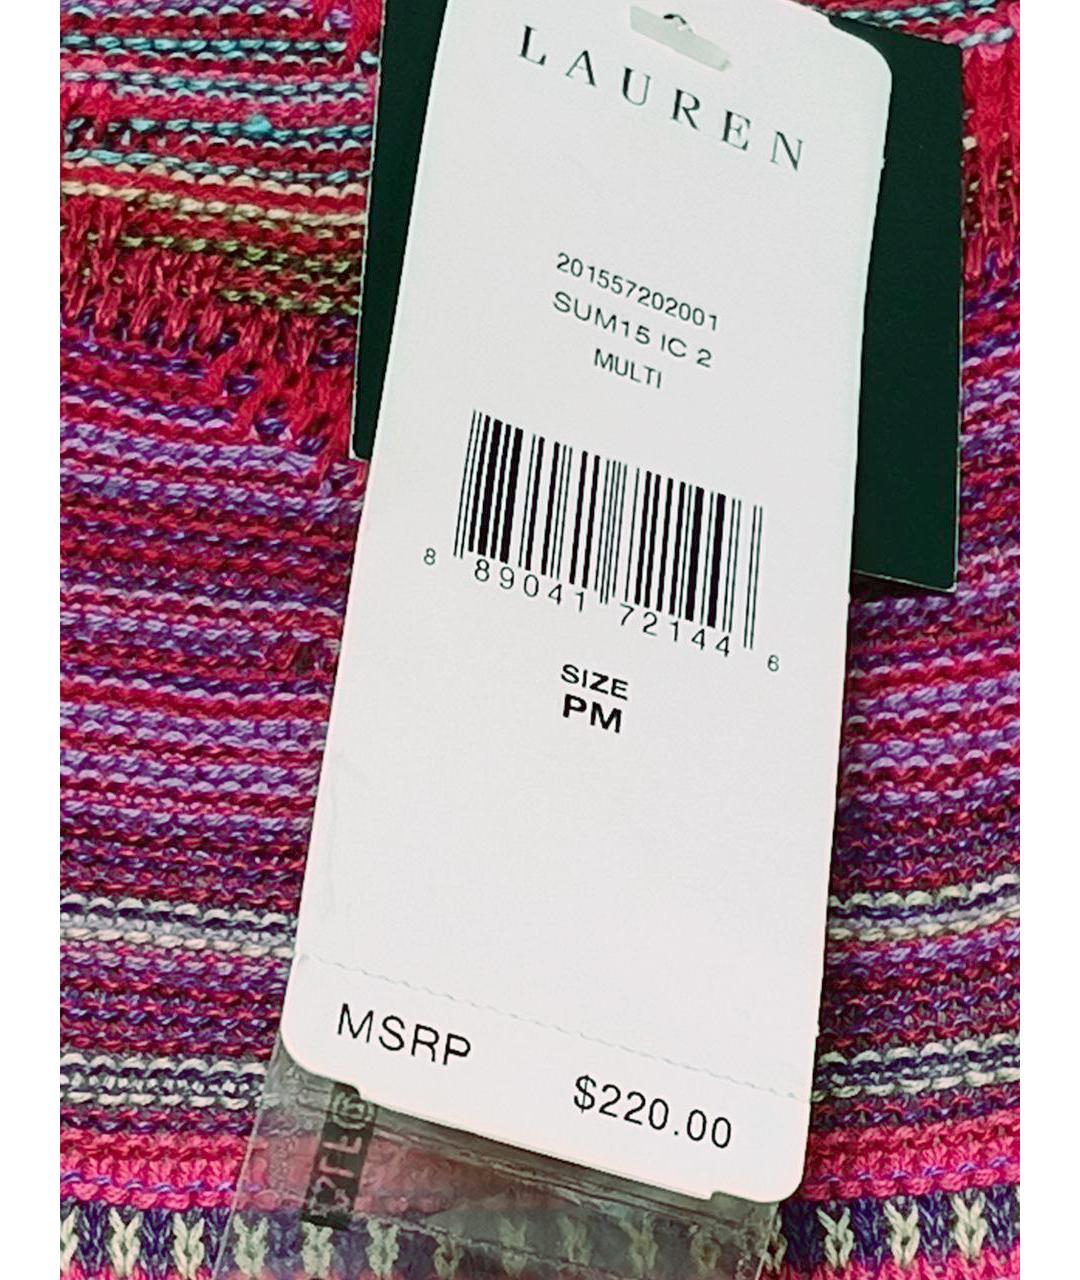 LAUREN
201557202001
SUM15 IC 2
MULTI
8 89041 72144 6
SIZE
PM
MSRP
$220.00